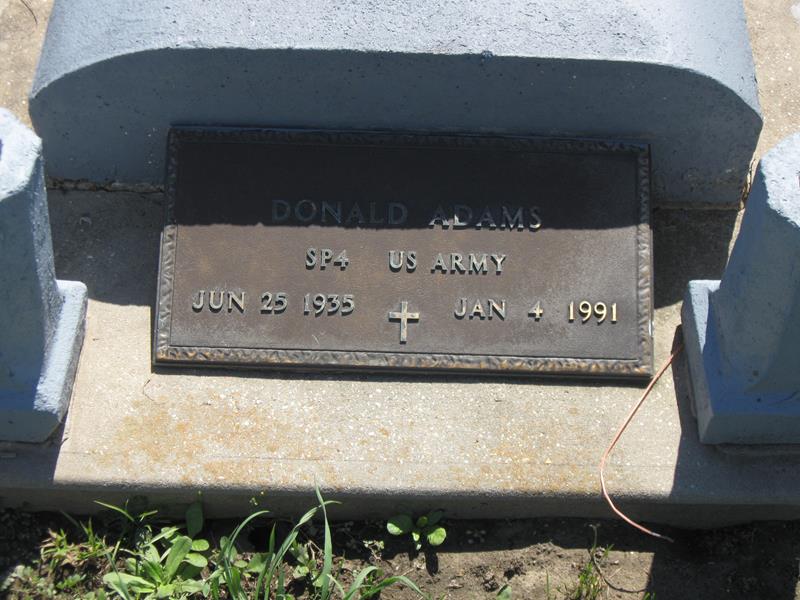 DONALD ADAMS
SP4 US ARMY
JUN 25 1935 JAN 4 1991